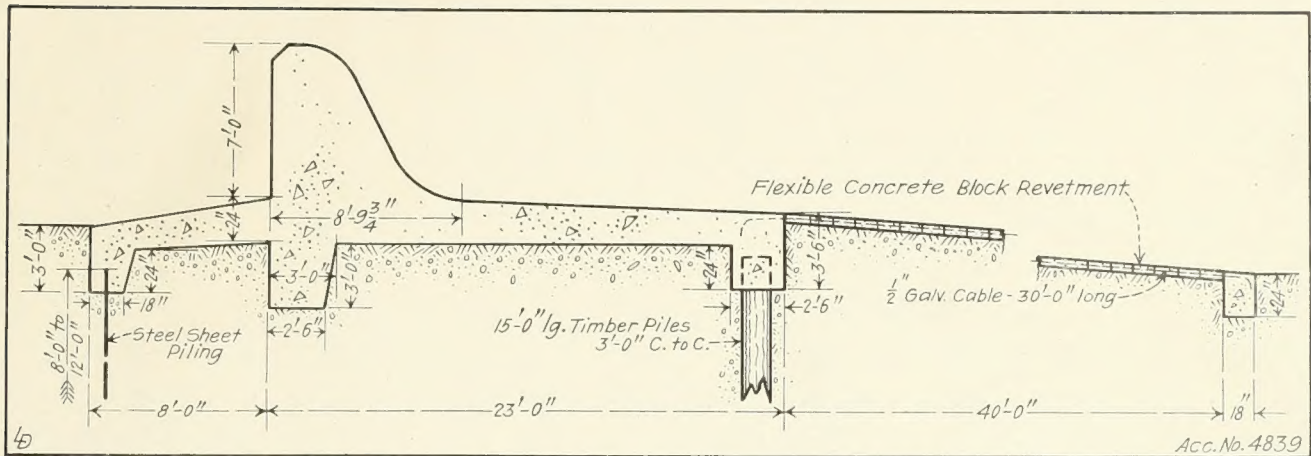 7'-0"
24"
8'-9 3/4"
Flexible Concrete Block Revetment
3'-0"
24"
18"
3'-0"
3'-0"
2'-6"
24"
3'-6"
2'-6"
1/2" Galv. Cable - 30'-0" long
24"
8'-0" to
12'-0"
Steel Sheet
Piling
15'-0" lg. Timber Piles
3'-0" C. to C.
8'-0"
23'-0"
40'-0"
18"
LD
Acc. No. 4839